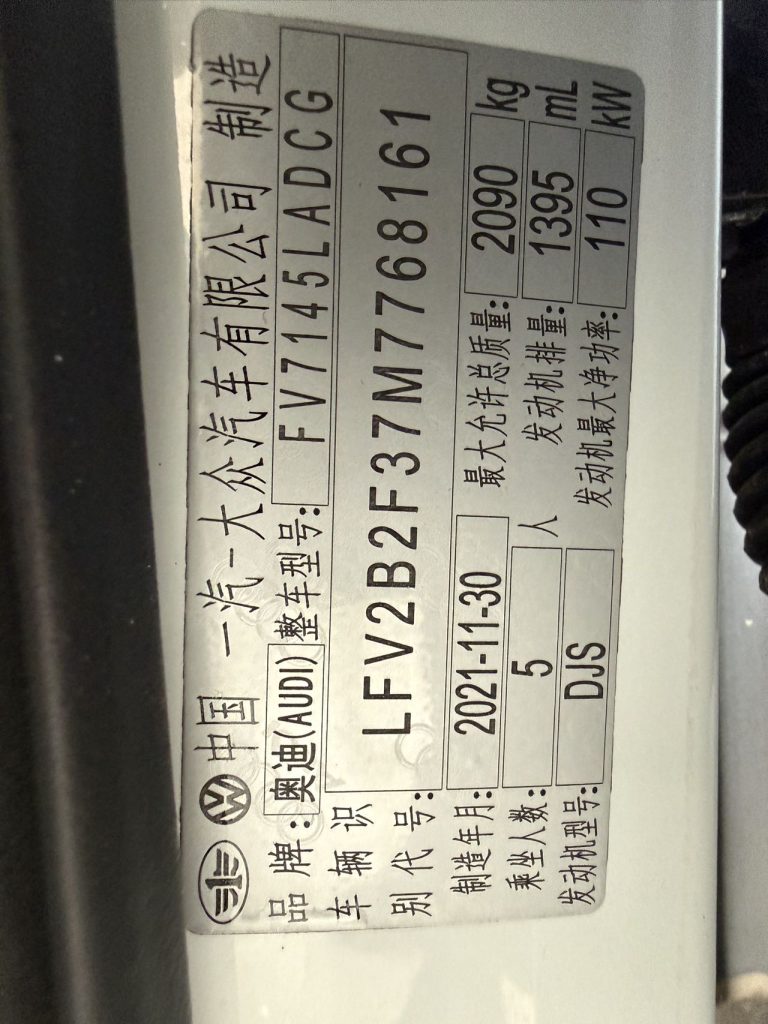 中国 一汽-大众汽车有限公司 制造
品牌: 奥迪(AUDI) 整车型号: FV7145LADCG
车辆识别代号: LFV2B2F37M7768161
制造年月: 2021-11-30 最大允许总质量: 2090 kg
乘坐人数: 5 人 发动机排量: 1395 mL
发动机型号: DJS 发动机最大净功率: 110 kW